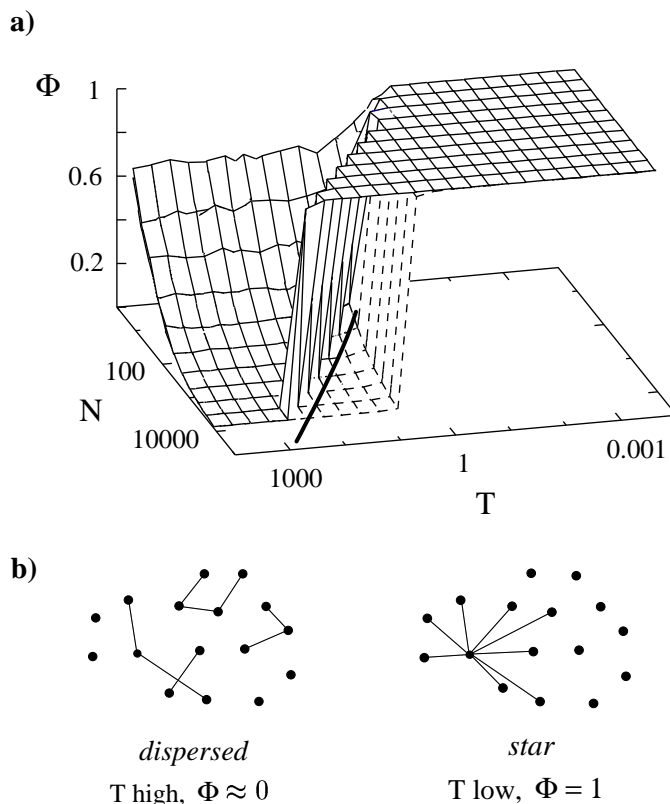 a)
Φ
1
0.6
0.2
100
N
10000
1000
1
0.001
T
b)
dispersed
star
T high, Φ ≈ 0
T low, Φ = 1